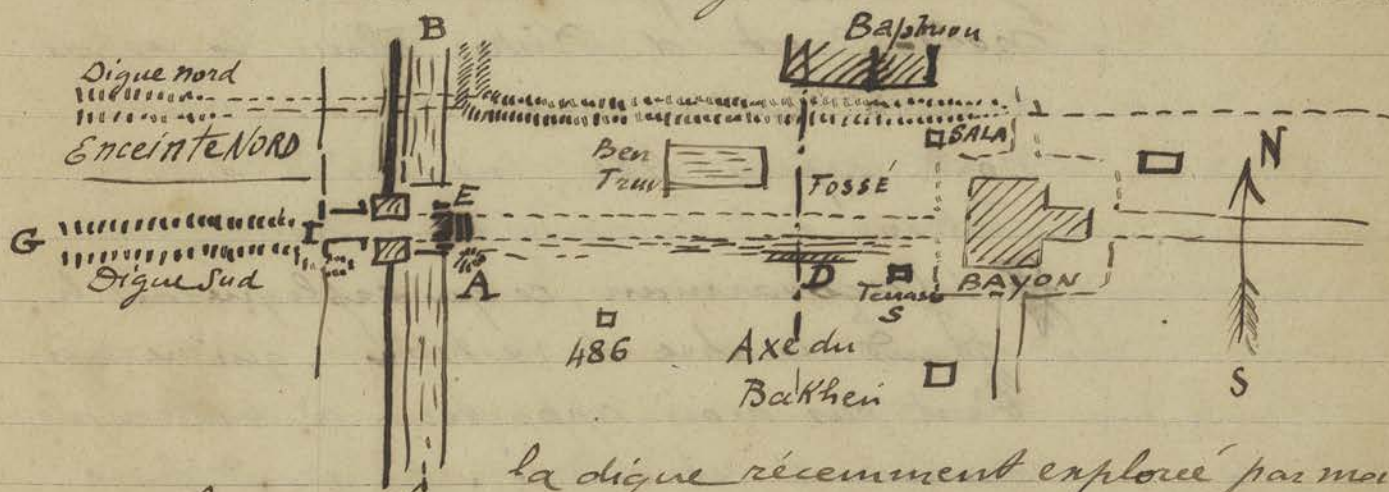 B
Baphuon
Digue nord
Enceinte NORD
SALA
N
Ben
FOSSÉ
E
G
I
Digue Sud
A
D
Terrasse
S
BAYON
486
Axe du
Bakhen
S
la digue récemment explorée par moi